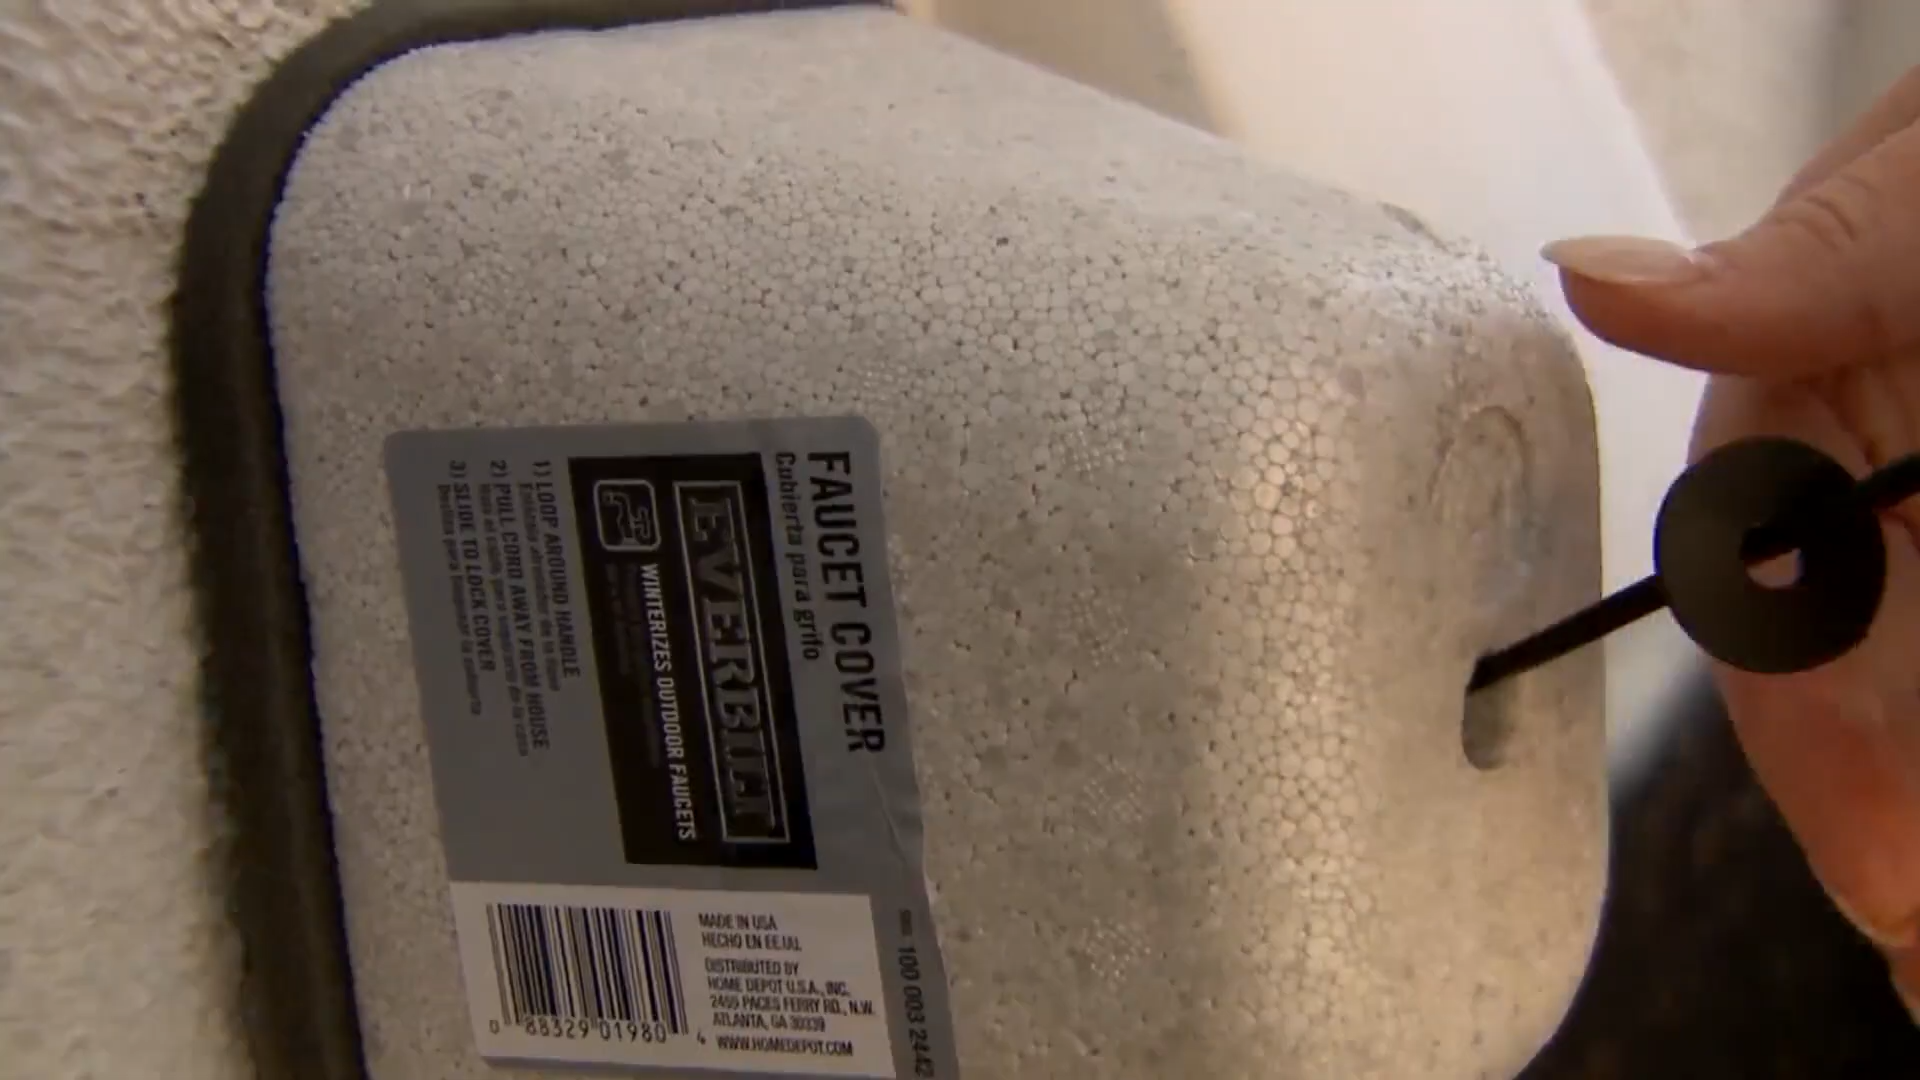 FAUCET COVER
Cubierta para grifo
EVERBILT
WINTERIZES OUTDOOR FAUCETS
1) LOOP AROUND HANDLE
2) PULL CORD AWAY FROM HOUSE
3) SLIDE TO LOCK COVER
MADE IN USA
HECHO EN EE.UU.
DISTRIBUTED BY
HOME DEPOT U.S.A., INC.
2455 PACES FERRY RD., N.W.
ATLANTA, GA 30339
WWW.HOMEDEPOT.COM
0 88329 01980 4
100 003 2442